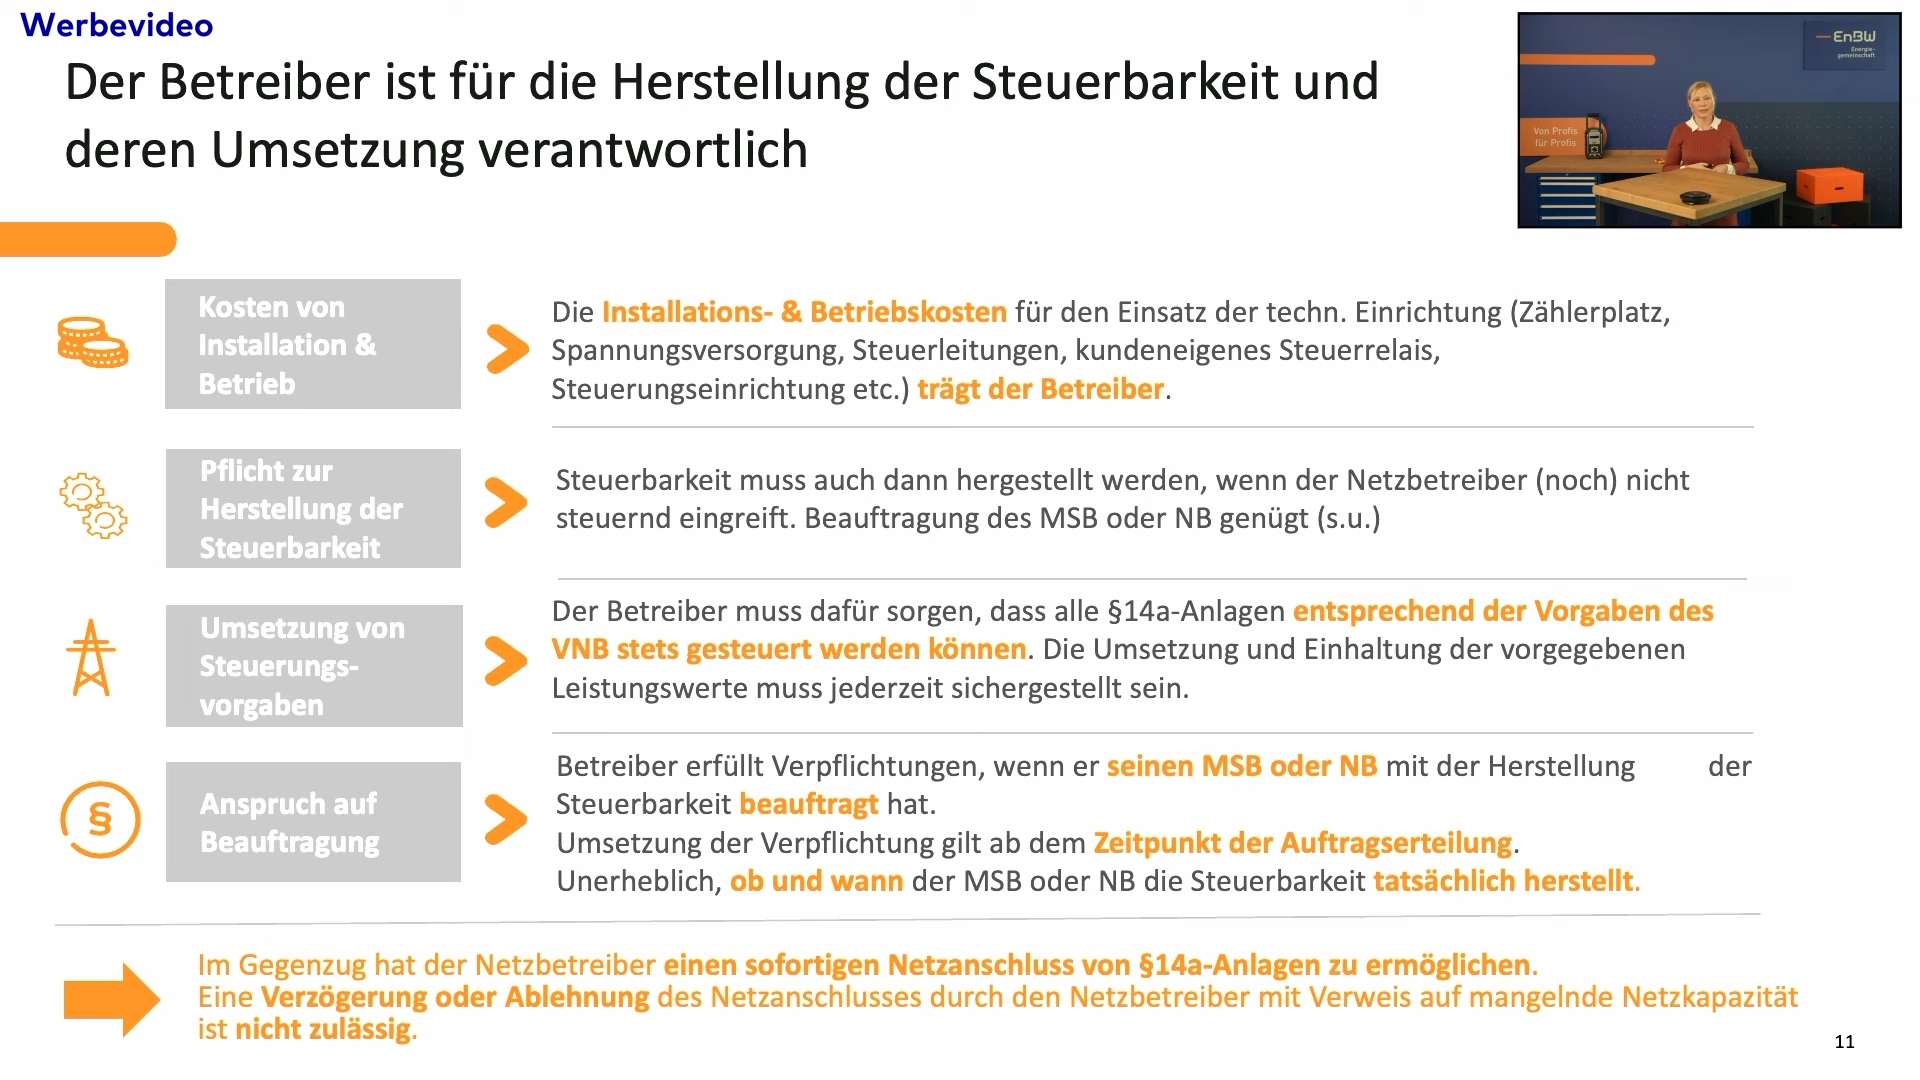 Werbevideo
Der Betreiber ist für die Herstellung der Steuerbarkeit und
deren Umsetzung verantwortlich
EnBW
Energie-
gemeinschaft
Von Profis
für Profis
Kosten von
Installation &
Betrieb
Die Installations- & Betriebskosten für den Einsatz der techn. Einrichtung (Zählerplatz,
Spannungsversorgung, Steuerleitungen, kundeneigenes Steuerrelais,
Steuerungseinrichtung etc.) trägt der Betreiber.
Pflicht zur
Herstellung der
Steuerbarkeit
Steuerbarkeit muss auch dann hergestellt werden, wenn der Netzbetreiber (noch) nicht
steuernd eingreift. Beauftragung des MSB oder NB genügt (s.u.)
Umsetzung von
Steuerungs-
vorgaben
Der Betreiber muss dafür sorgen, dass alle §14a-Anlagen entsprechend der Vorgaben des
VNB stets gesteuert werden können. Die Umsetzung und Einhaltung der vorgegebenen
Leistungswerte muss jederzeit sichergestellt sein.
§
Anspruch auf
Beauftragung
Betreiber erfüllt Verpflichtungen, wenn er seinen MSB oder NB mit der Herstellung der
Steuerbarkeit beauftragt hat.
Umsetzung der Verpflichtung gilt ab dem Zeitpunkt der Auftragserteilung.
Unerheblich, ob und wann der MSB oder NB die Steuerbarkeit tatsächlich herstellt.
Im Gegenzug hat der Netzbetreiber einen sofortigen Netzanschluss von §14a-Anlagen zu ermöglichen.
Eine Verzögerung oder Ablehnung des Netzanschlusses durch den Netzbetreiber mit Verweis auf mangelnde Netzkapazität
ist nicht zulässig.
11